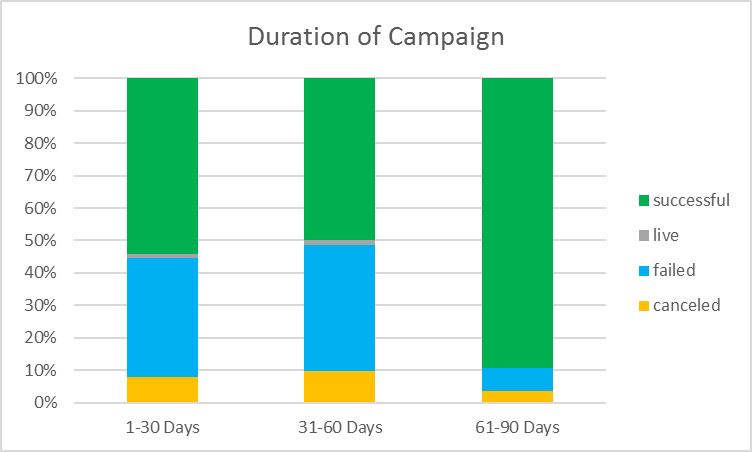 Duration of Campaign
100%
90%
80%
70%
60%
50%
40%
30%
20%
10%
0%
1-30 Days
31-60 Days
61-90 Days
successful
live
failed
canceled